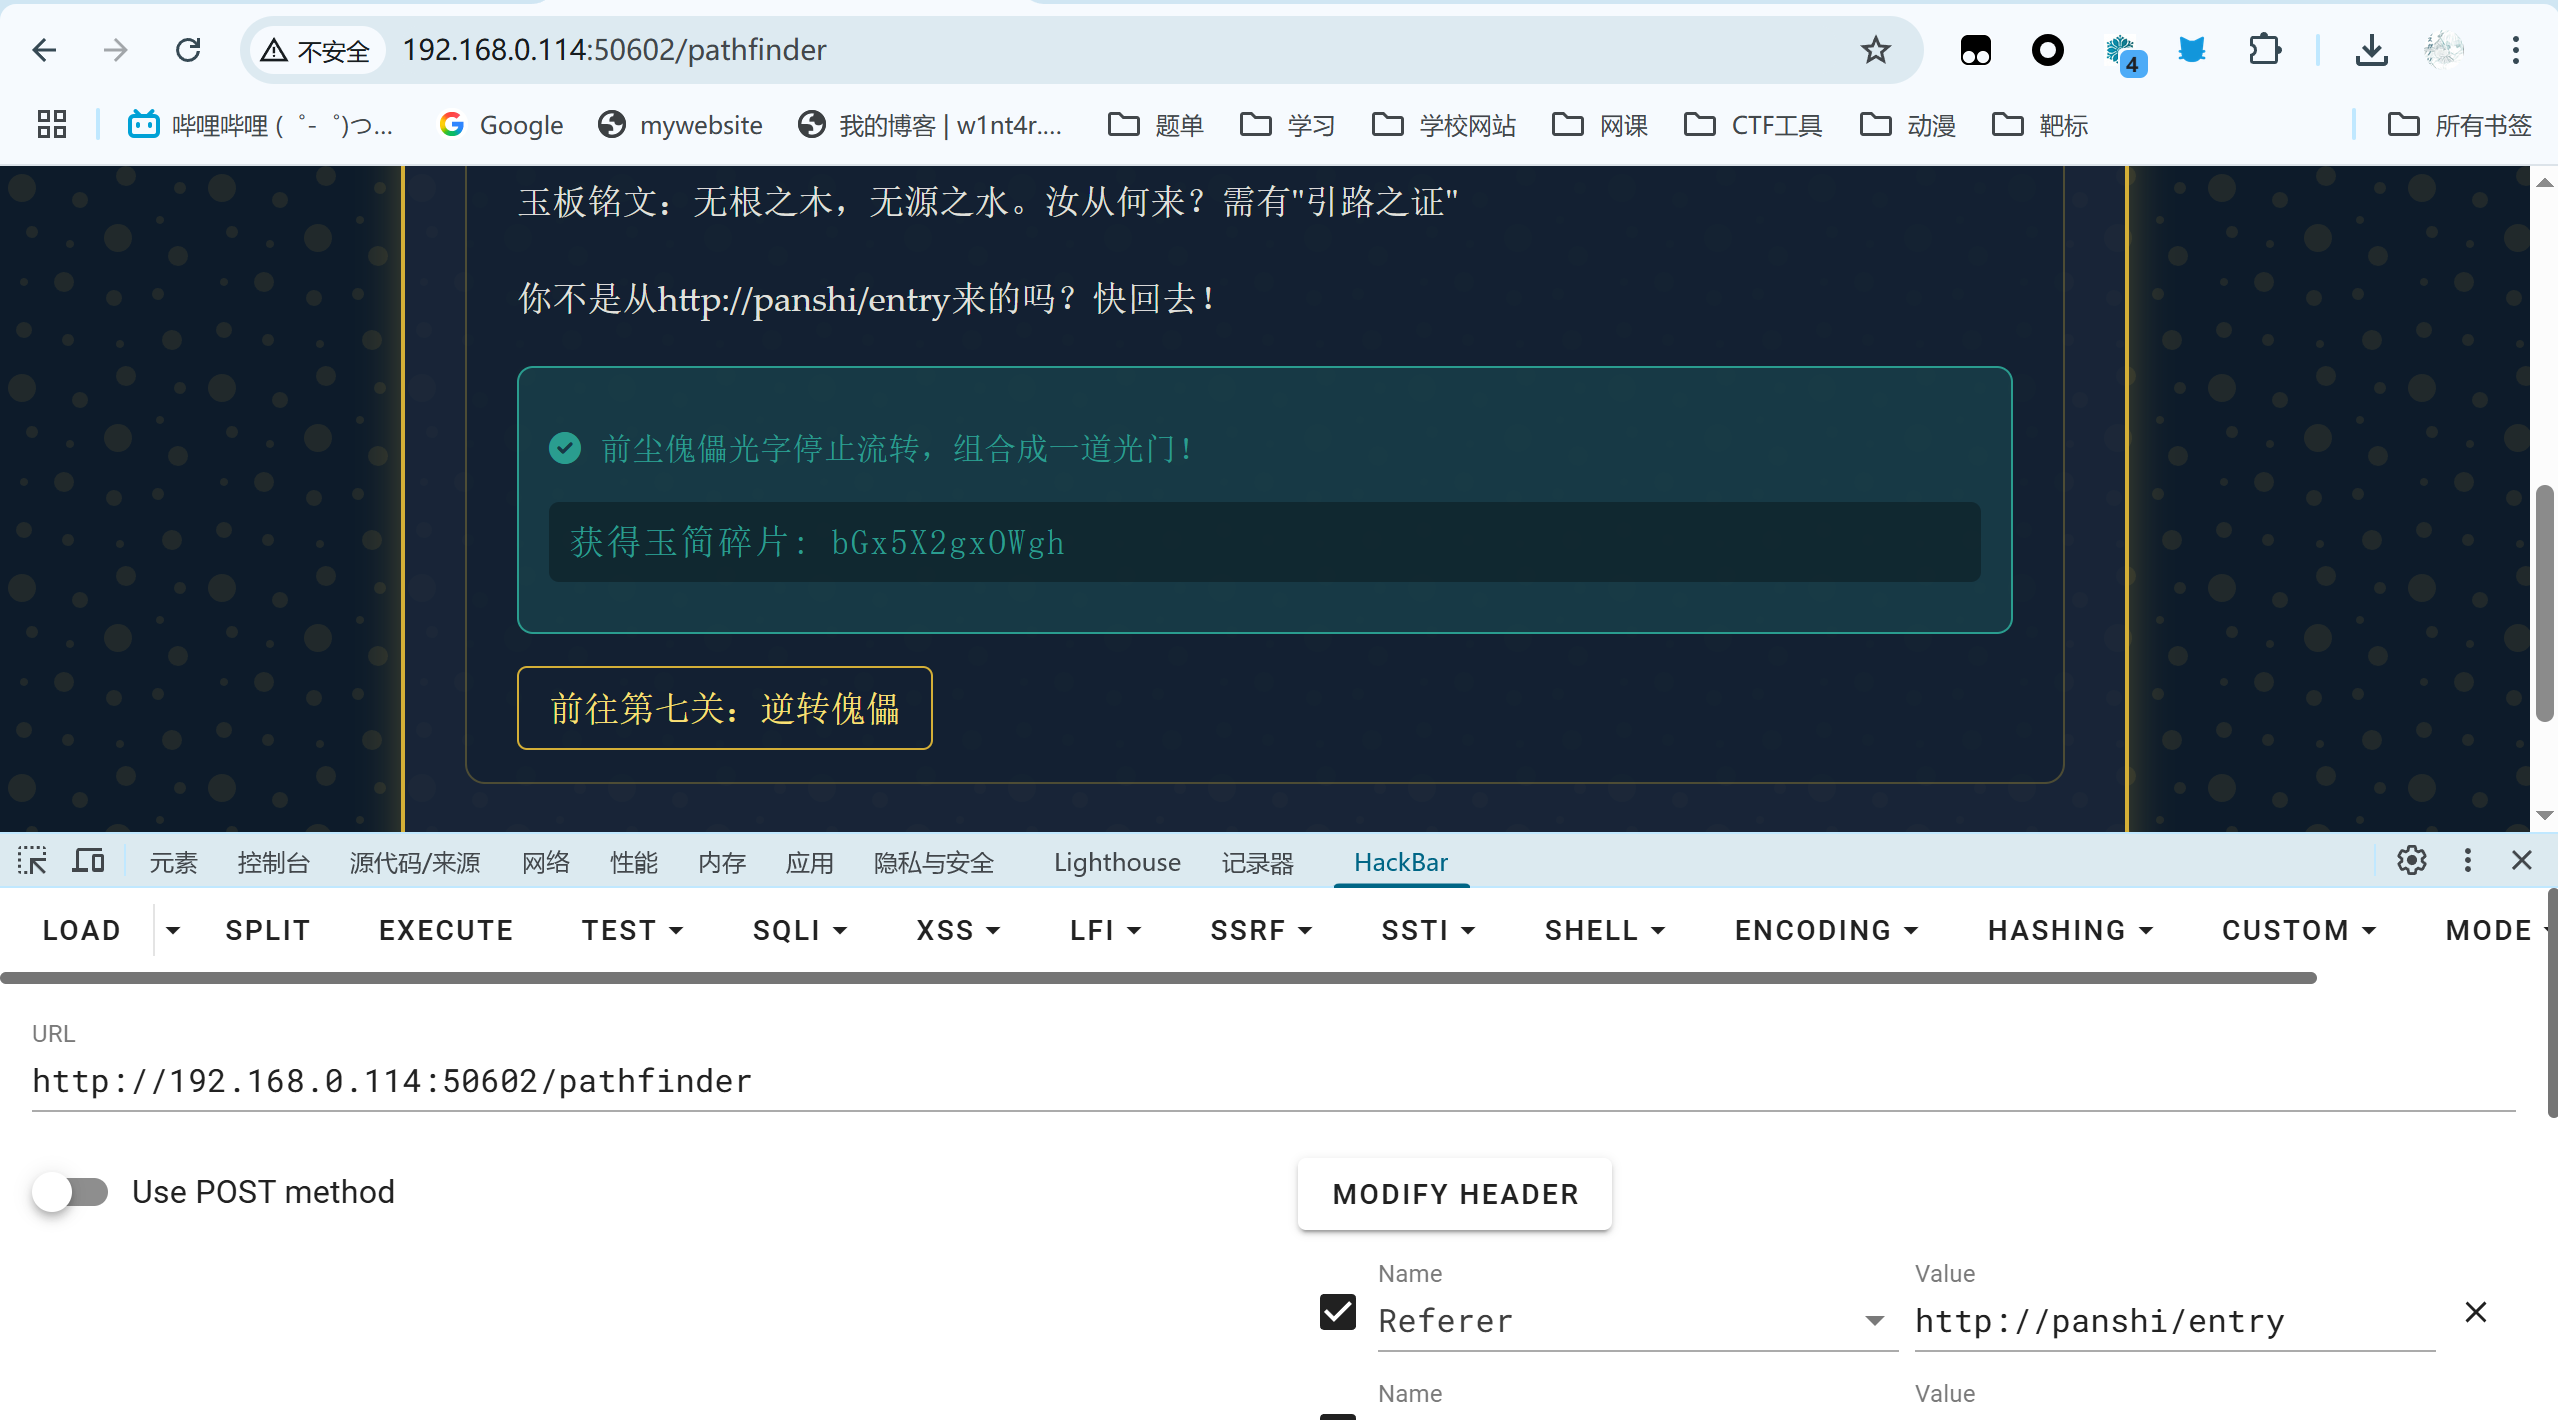 不安全 192.168.0.114:50602/pathfinder
4
哔哩哔哩 (゜-゜)つ... Google mywebsite 我的博客 | w1nt4r.... 题单 学习 学校网站 网课 CTF工具 动漫 靶标 所有书签
玉板铭文：无根之木，无源之水。汝从何来？需有"引路之证"
你不是从http://panshi/entry来的吗？快回去！
前尘傀儡光字停止流转，组合成一道光门！
获得玉简碎片: bGx5X2gxOWgh
前往第七关：逆转傀儡
元素 控制台 源代码/来源 网络 性能 内存 应用 隐私与安全 Lighthouse 记录器 HackBar
LOAD SPLIT EXECUTE TEST SQLI XSS LFI SSRF SSTI SHELL ENCODING HASHING CUSTOM MODE
URL
http://192.168.0.114:50602/pathfinder
Use POST method
MODIFY HEADER
Name Value
Referer http://panshi/entry
Name Value